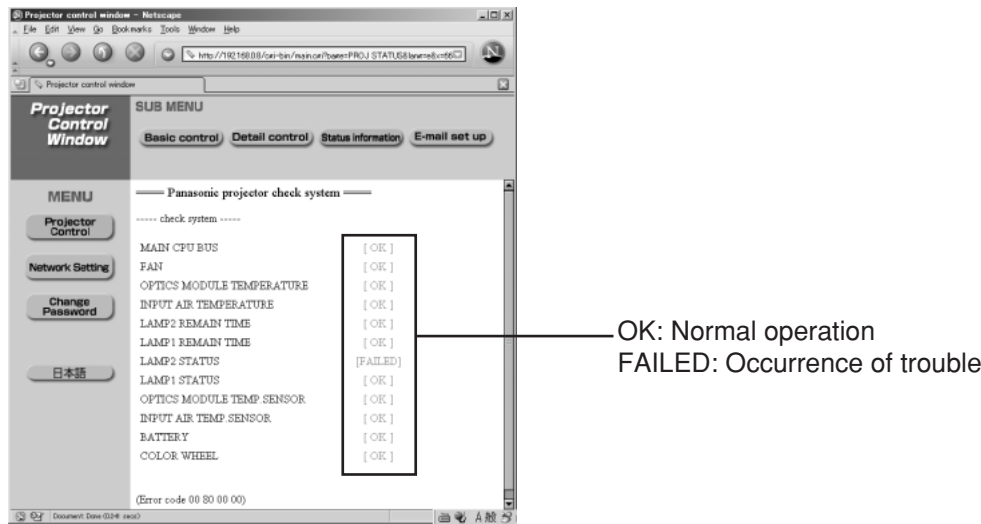 Projector control window - Netscape
File Edit View Go Bookmarks Tools Window Help
Projector control window
Projector
Control
Window
SUB MENU
Basic control
Detail control
Status information
E-mail set up
MENU
Projector
Control
Network Setting
Change
Password
日本語
Panasonic projector check system
----- check system -----
MAIN CPU BUS [ OK ]
FAN [ OK ]
OPTICS MODULE TEMPERATURE [ OK ]
INPUT AIR TEMPERATURE [ OK ]
LAMP2 REMAIN TIME [ OK ]
LAMP1 REMAIN TIME [ OK ]
LAMP2 STATUS [FAILED]
LAMP1 STATUS [ OK ]
OPTICS MODULE TEMP.SENSOR [ OK ]
INPUT AIR TEMP.SENSOR [ OK ]
BATTERY [ OK ]
COLOR WHEEL [ OK ]
(Error code 00 80 00 00)
OK: Normal operation
FAILED: Occurrence of trouble
Document: Done